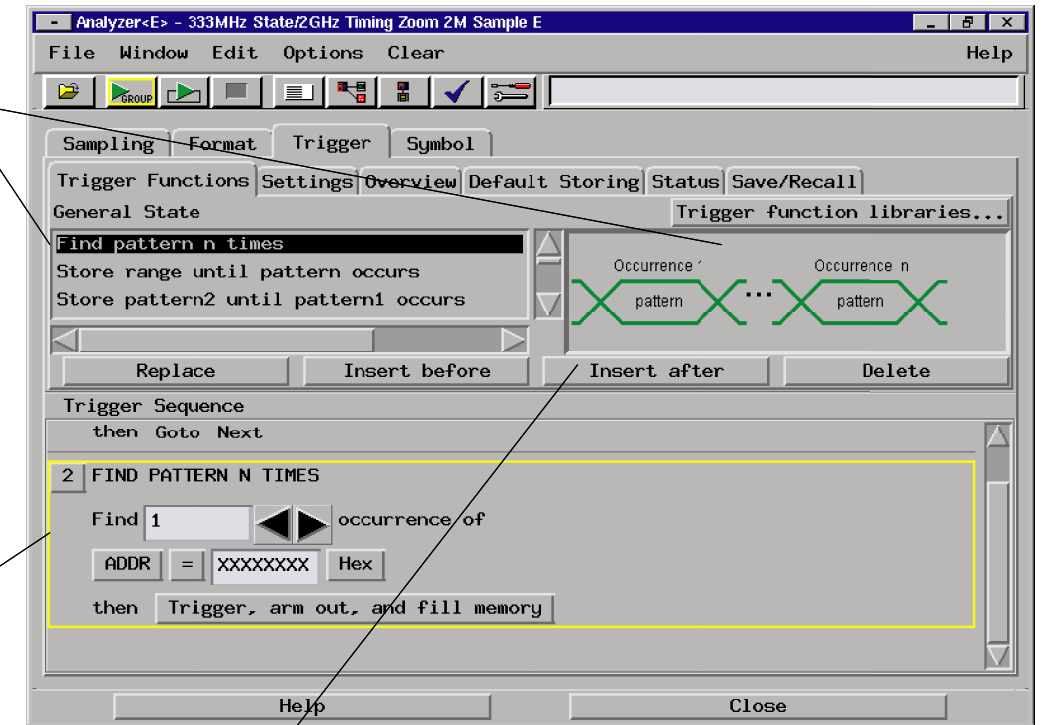 Analyzer<E> - 333MHz State/2GHz Timing Zoom 2M Sample E
File Window Edit Options Clear Help
GROUP
Sampling Format Trigger Symbol
Trigger Functions Settings Overview Default Storing Status Save/Recall
General State
Trigger function libraries...
Find pattern n times
Store range until pattern occurs
Store pattern2 until pattern1 occurs
Occurrence Occurrence n
pattern ... pattern
Replace Insert before Insert after Delete
Trigger Sequence
then Goto Next
2 FIND PATTERN N TIMES
Find 1 occurrence of
ADDR = XXXXXXXX Hex
then Trigger, arm out, and fill memory
Help Close